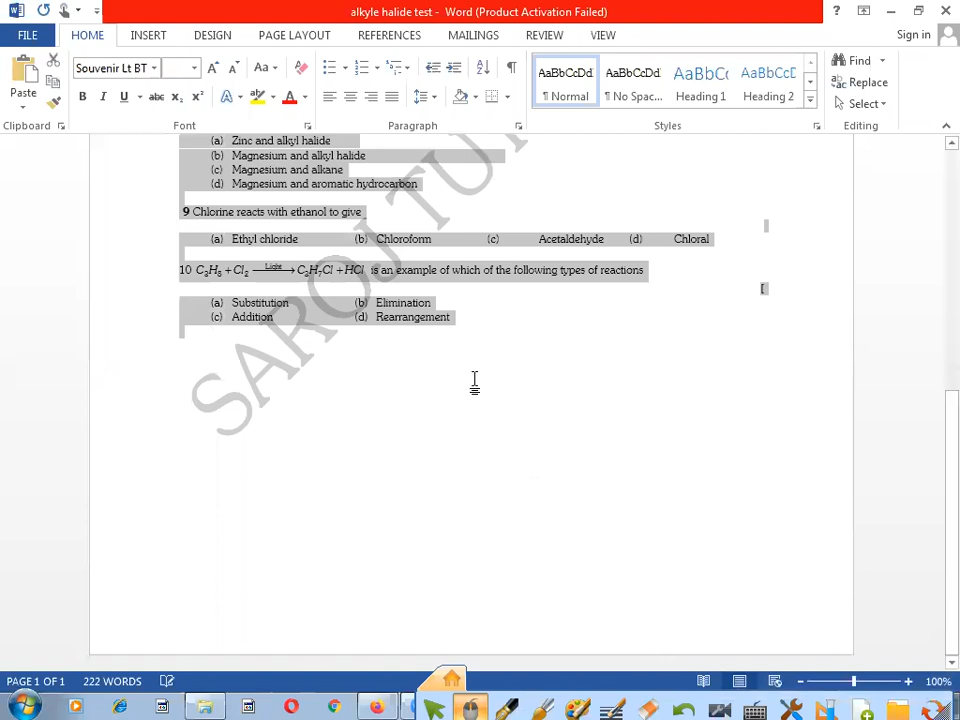 alkyle halide test - Word (Product Activation Failed)
FILE HOME INSERT DESIGN PAGE LAYOUT REFERENCES MAILINGS REVIEW VIEW Sign in
Paste
Souvenir Lt BT
AaBbCcDd AaBbCcDd AaBbC AaBbCcD
¶ Normal ¶ No Spac... Heading 1 Heading 2
Find
Replace
Select
Clipboard Font Paragraph Styles Editing
(a) Zinc and alkyl halide
(b) Magnesium and alkyl halide
(c) Magnesium and alkane
(d) Magnesium and aromatic hydrocarbon
9 Chlorine reacts with ethanol to give
(a) Ethyl chloride (b) Chloroform (c) Acetaldehyde (d) Chloral
10 C₃H₈ + Cl₂ —Light→ C₃H₇Cl + HCl is an example of which of the following types of reactions
[
(a) Substitution (b) Elimination
(c) Addition (d) Rearrangement
SAROJ TUT
PAGE 1 OF 1 222 WORDS 100%